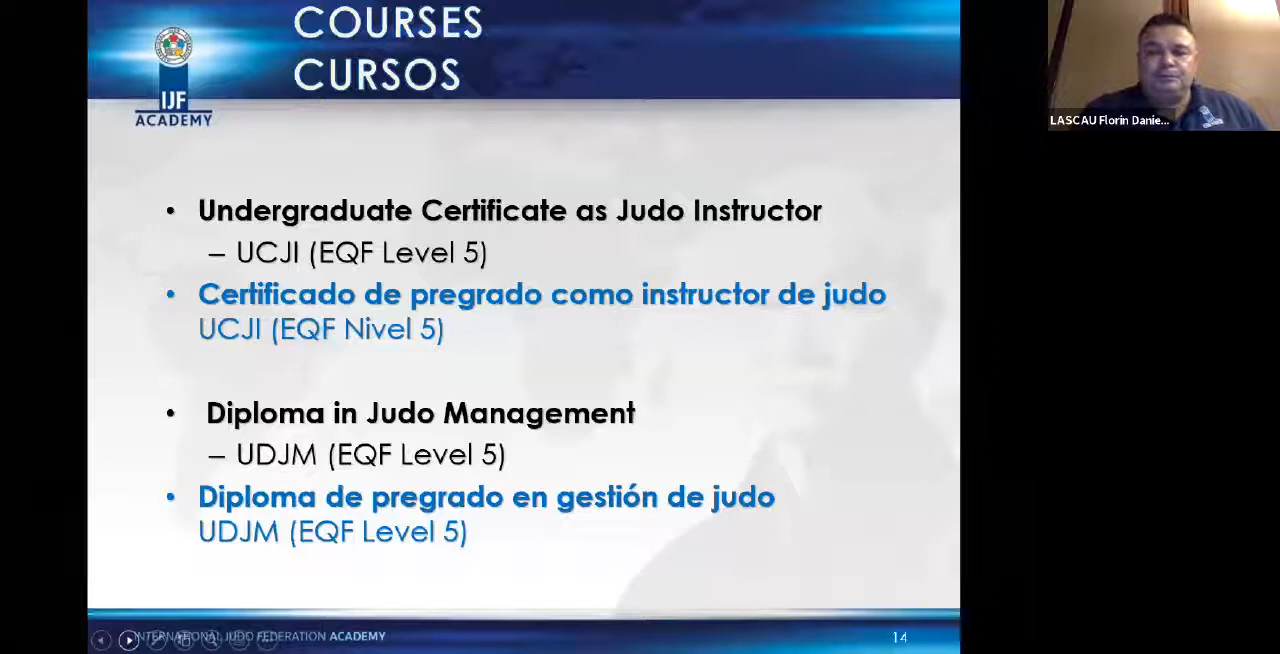 COURSES
CURSOS
IJF
ACADEMY
LASCAU Florin Danie...
• Undergraduate Certificate as Judo Instructor
– UCJI (EQF Level 5)
• Certificado de pregrado como instructor de judo
UCJI (EQF Nivel 5)
• Diploma in Judo Management
– UDJM (EQF Level 5)
• Diploma de pregrado en gestión de judo
UDJM (EQF Level 5)
INTERNATIONAL JUDO FEDERATION ACADEMY
14